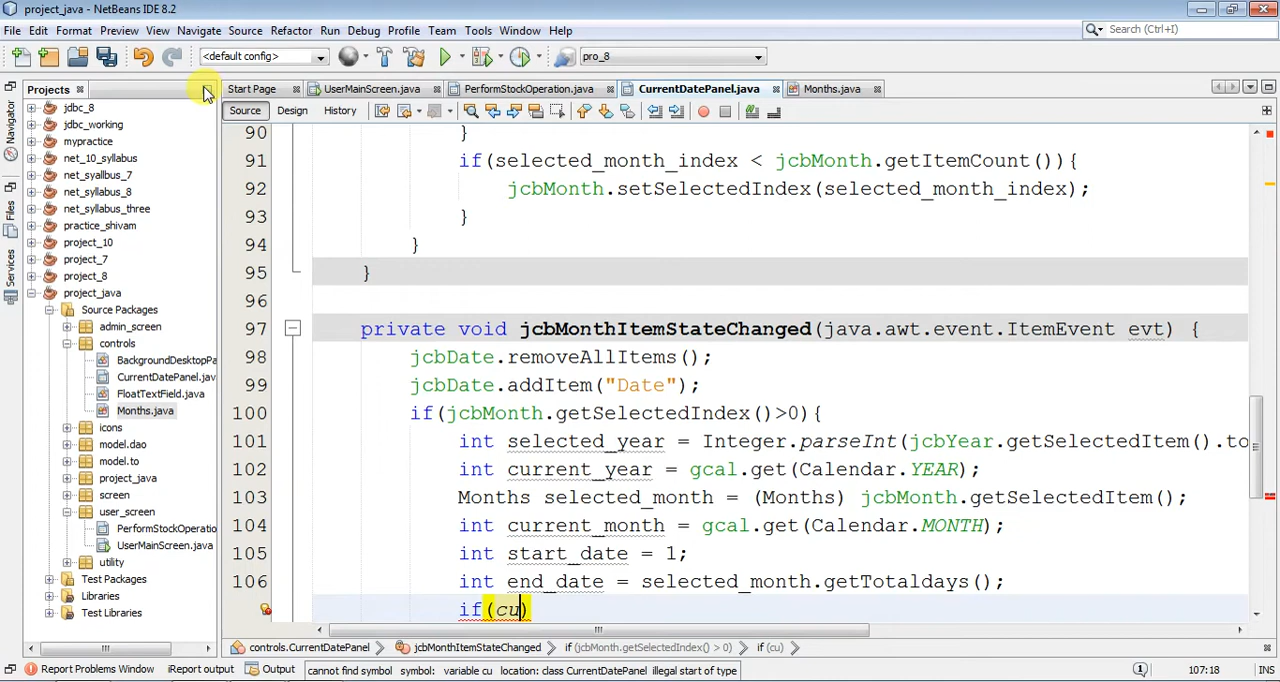 project_java - NetBeans IDE 8.2
File Edit Format Preview View Navigate Source Refactor Run Debug Profile Team Tools Window Help
Search (Ctrl+I)
<default config>
pro_8
Projects
Start Page
UserMainScreen.java
PerformStockOperation.java
CurrentDatePanel.java
Months.java
Source
Design
History
Navigator
Files
Services
jdbc_8
jdbc_working
mypractice
net_10_syllabus
net_syallbus_7
net_syllabus_8
net_syllabus_three
practice_shivam
project_10
project_7
project_8
project_java
Source Packages
admin_screen
controls
BackgroundDesktopPa
CurrentDatePanel.jav
FloatTextField.java
Months.java
icons
model.dao
model.to
project_java
screen
user_screen
PerformStockOperatio
UserMainScreen.java
utility
Test Packages
Libraries
Test Libraries
90 }
91 if(selected_month_index < jcbMonth.getItemCount()){
92 jcbMonth.setSelectedIndex(selected_month_index);
93 }
94 }
95 }
96
97 private void jcbMonthItemStateChanged(java.awt.event.ItemEvent evt) {
98 jcbDate.removeAllItems();
99 jcbDate.addItem("Date");
100 if(jcbMonth.getSelectedIndex()>0){
101 int selected_year = Integer.parseInt(jcbYear.getSelectedItem().to
102 int current_year = gcal.get(Calendar.YEAR);
103 Months selected_month = (Months) jcbMonth.getSelectedItem();
104 int current_month = gcal.get(Calendar.MONTH);
105 int start_date = 1;
106 int end_date = selected_month.getTotaldays();
if(cu)
controls.CurrentDatePanel
jcbMonthItemStateChanged
if (jcbMonth.getSelectedIndex() > 0)
if (cu)
Report Problems Window
iReport output
Output
cannot find symbol symbol: variable cu location: class CurrentDatePanel illegal start of type
1
107:18
INS